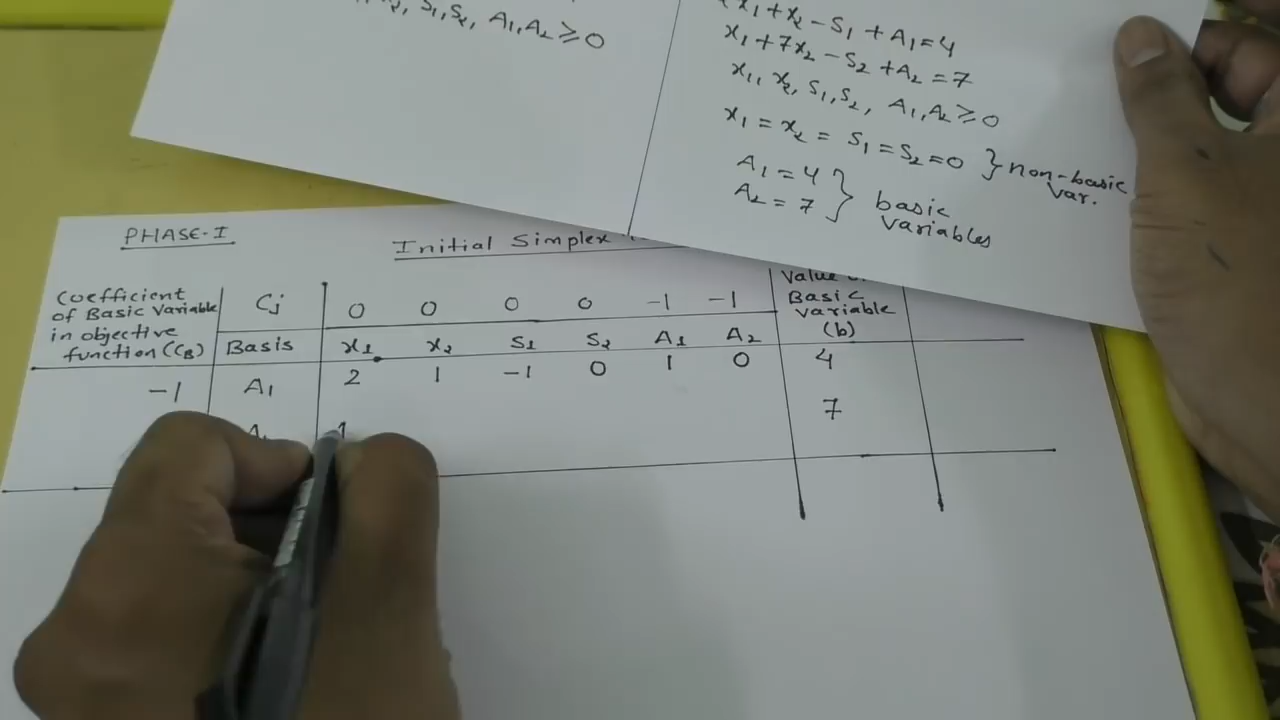 S₁, S₂, A₁, A₂ ≥ 0
x₁ + x₂ - S₁ + A₁ = 4
x₁ + 7x₂ - S₂ + A₂ = 7
x₁, x₂, S₁, S₂, A₁, A₂ ≥ 0
x₁ = x₂ = S₁ = S₂ = 0 } non-basic var.
A₁ = 4
A₂ = 7 } basic variables
PHASE-I
Initial Simplex
Coefficient of Basic Variable in objective function (CB)
Cj 0 0 0 0 -1 -1
Value Basic variable (b)
Basis x₁ x₂ S₁ S₂ A₁ A₂
-1 A₁ 2 1 -1 0 1 0 4
A₂ 1 7